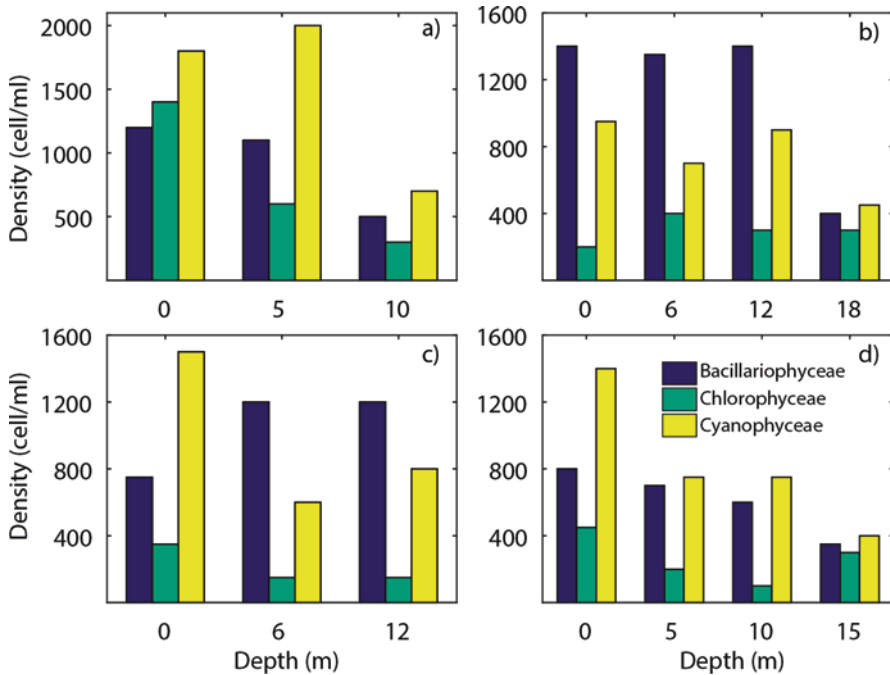 a)
Density (cell/ml)
2000
1500
1000
500
0 5 10
b)
1600
1200
800
400
0 6 12 18
c)
Density (cell/ml)
1600
1200
800
400
0 6 12
Depth (m)
d)
1600
1200
800
400
Bacillariophyceae
Chlorophyceae
Cyanophyceae
0 5 10 15
Depth (m)